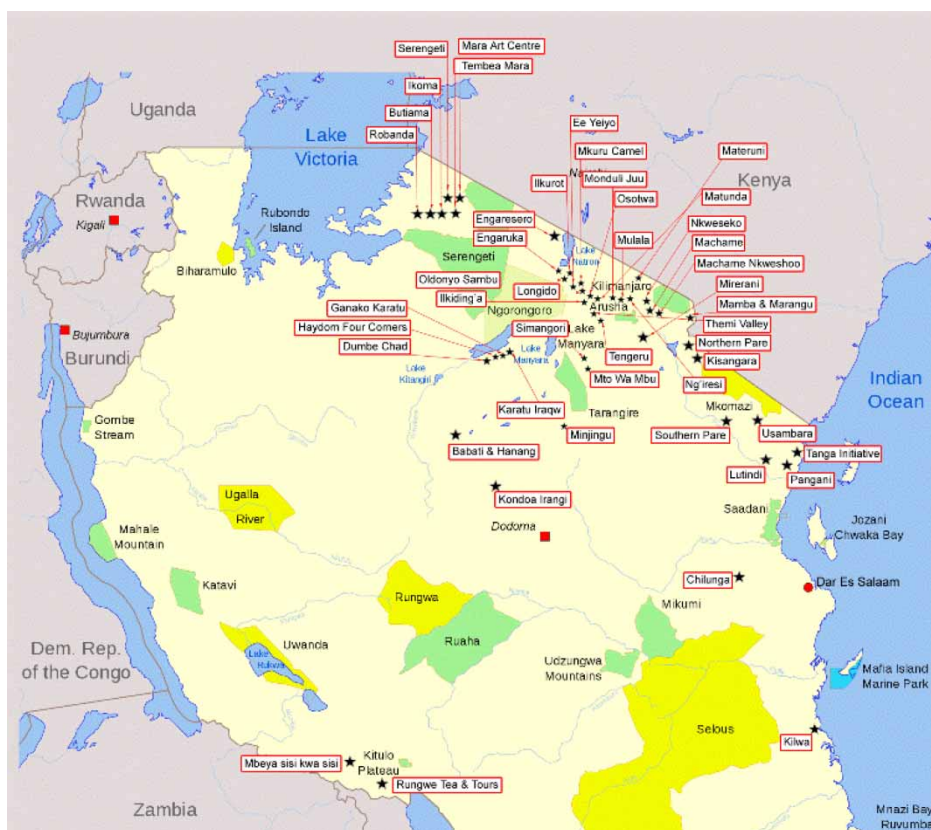 Serengeti
Mara Art Centre
Tembea Mara
Ikoma
Butiama
Robanda
Uganda
Lake
Victoria
Ee Yeiyo
Mkuru Camel
Materuni
Monduli Juu
Ilkurot
Osotwa
Matunda
Kenya
Rwanda
Kigali
Rubondo
Island
Engaresero
Engaruka
Nkweseko
Mulala
Machame
Serengeti
Lake
Natron
Machame Nkweshoo
Biharamulo
Oldonyo Sambu
Longido
Kilimanjaro
Mirerani
Ilkiding'a
Mamba & Marangu
Ganako Karatu
Ngorongoro
Arusha
Themi Valley
Haydom Four Corners
Simangori
Lake
Manyara
Tengeru
Northern Pare
Bujumbura
Burundi
Dumbe Chad
Lake
Manyara
Kisangara
Lake
Kitangiri
Mto Wa Mbu
Ng'iresi
Indian
Ocean
Karatu Iraqw
Tarangire
Mkomazi
Gombe
Stream
Minjingu
Southern Pare
Usambara
Babati & Hanang
Tanga Initiative
Lutindi
Pangani
Ugalla
River
Kondoa Irangi
Saadani
Dodoma
Jozani
Chwaka Bay
Mahale
Mountain
Katavi
Chilunga
Dar Es Salaam
Rungwa
Mikumi
Dem. Rep.
of the Congo
Uwanda
Lake
Rukwa
Ruaha
Udzungwa
Mountains
Mafia Island
Marine Park
Selous
Kilwa
Mbeya sisi kwa sisi
Kitulo
Plateau
Rungwe Tea & Tours
Zambia
Mnazi Bay
Ruvumba